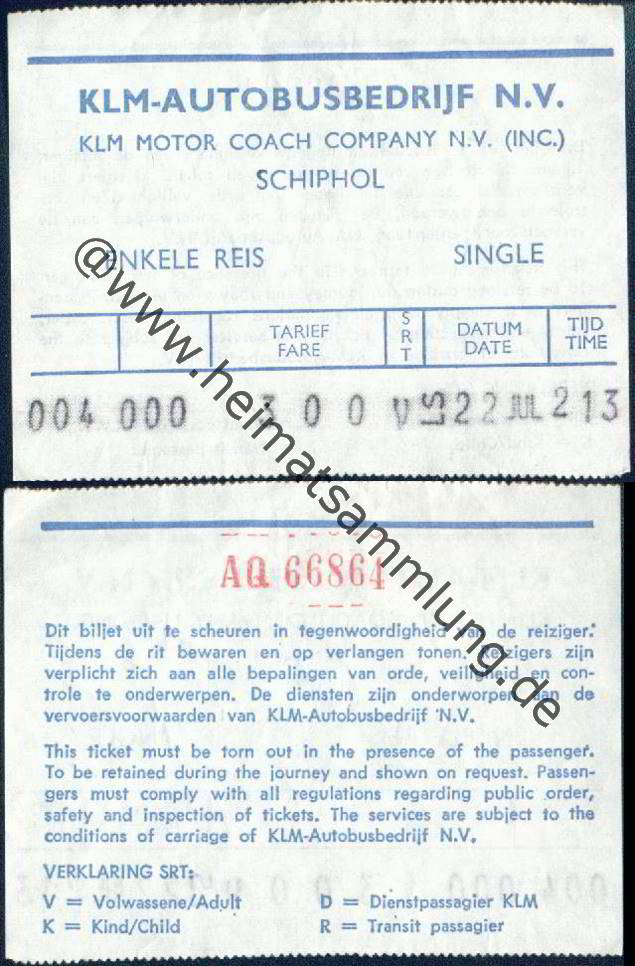 KLM-AUTOBUSBEDRIJF N.V.
KLM MOTOR COACH COMPANY N.V. (INC.)
SCHIPHOL
ENKELE REIS SINGLE
TARIEF FARE SRT DATUM DATE TIJD TIME
004 000 300 V 22 JUL 213
@www.heimatsammlung.de
AQ 66864
Dit biljet uit te scheuren in tegenwoordigheid van de reiziger.
Tijdens de rit bewaren en op verlangen tonen. Reizigers zijn
verplicht zich aan alle bepalingen van orde, veiligheid en con-
trole te onderwerpen. De diensten zijn onderworpen aan de
vervoersvoorwaarden van KLM-Autobusbedrijf N.V.
This ticket must be torn out in the presence of the passenger.
To be retained during the journey and shown on request. Passen-
gers must comply with all regulations regarding public order,
safety and inspection of tickets. The services are subject to the
conditions of carriage of KLM-Autobusbedrijf N.V.
VERKLARING SRT:
V = Volwassene/Adult D = Dienstpassagier KLM
K = Kind/Child R = Transit passagier